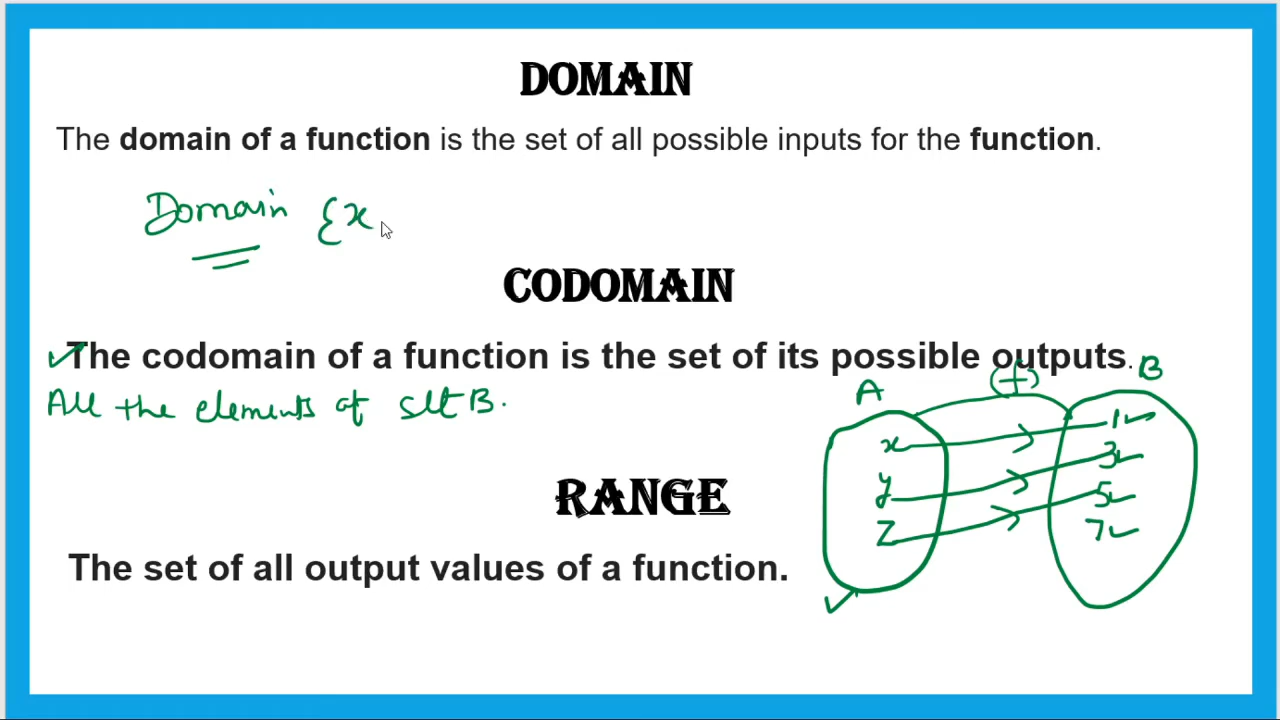 DOMAIN
The domain of a function is the set of all possible inputs for the function.
Domain {x
CODOMAIN
The codomain of a function is the set of its possible outputs.
All the elements of set B.
A (f) B
x 1
y 3
z 5
7
RANGE
The set of all output values of a function.